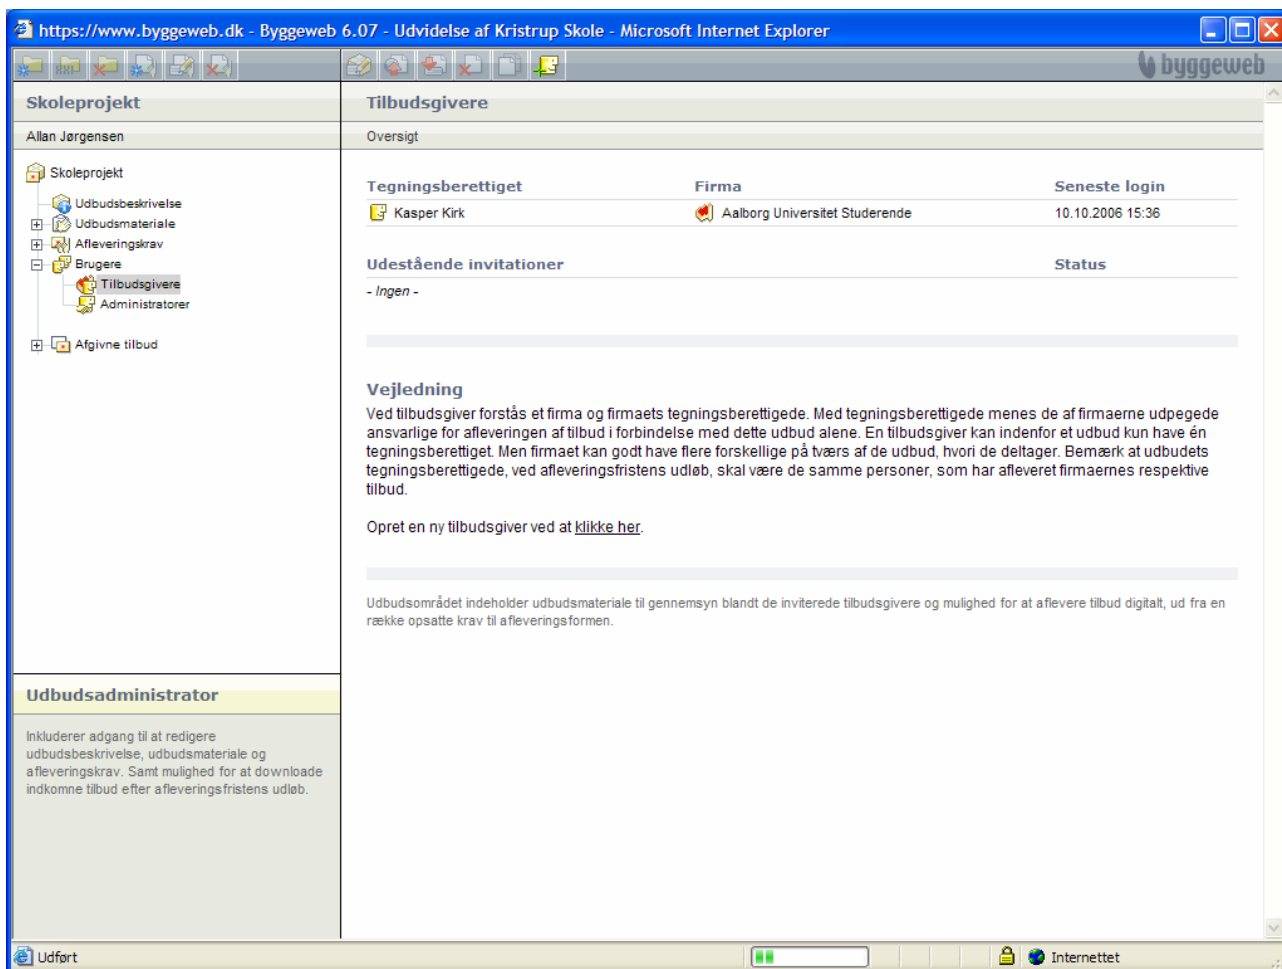 https://www.byggeweb.dk - Byggeweb 6.07 - Udvidelse af Kristrup Skole - Microsoft Internet Explorer
byggeweb
Skoleprojekt
Allan Jørgensen
Skoleprojekt
Udbudsbeskrivelse
Udbudsmateriale
Afleveringskrav
Brugere
Tilbudsgivere
Administratorer
Afgivne tilbud
Udbudsadministrator
Inkluderer adgang til at redigere
udbudsbeskrivelse, udbudsmateriale og
afleveringskrav. Samt mulighed for at downloade
indkomne tilbud efter afleveringsfristens udløb.
Tilbudsgivere
Oversigt
Tegningsberettiget Firma Seneste login
Kasper Kirk Aalborg Universitet Studerende 10.10.2006 15:36
Udestående invitationer Status
- Ingen -
Vejledning
Ved tilbudsgiver forstås et firma og firmaets tegningsberettigede. Med tegningsberettigede menes de af firmaerne udpegede
ansvarlige for afleveringen af tilbud i forbindelse med dette udbud alene. En tilbudsgiver kan indenfor et udbud kun have én
tegningsberettiget. Men firmaet kan godt have flere forskellige på tværs af de udbud, hvori de deltager. Bemærk at udbudets
tegningsberettigede, ved afleveringsfristens udløb, skal være de samme personer, som har afleveret firmaernes respektive
tilbud.
Opret en ny tilbudsgiver ved at klikke her.
Udbudsområdet indeholder udbudsmateriale til gennemsyn blandt de inviterede tilbudsgivere og mulighed for at aflevere tilbud digitalt, ud fra en
række opsatte krav til afleveringsformen.
Udført
Internettet